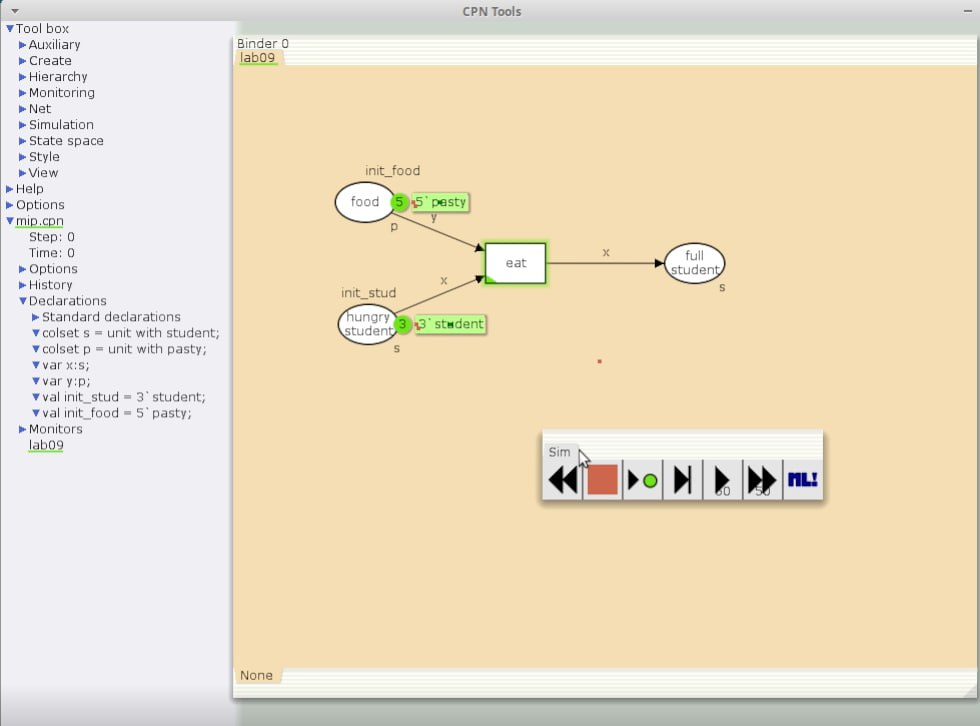 CPN Tools
Tool box
Auxiliary
Create
Hierarchy
Monitoring
Net
Simulation
State space
Style
View
Help
Options
mip.cpn
Step: 0
Time: 0
Options
History
Declarations
Standard declarations
colset s = unit with student;
colset p = unit with pasty;
var x:s;
var y:p;
val init_stud = 3`student;
val init_food = 5`pasty;
Monitors
lab09
Binder 0
lab09
init_food
food
5
5`pasty
p
y
eat
x
full
student
s
x
init_stud
hungry
student
3
3`student
s
Sim
50
ML!
None